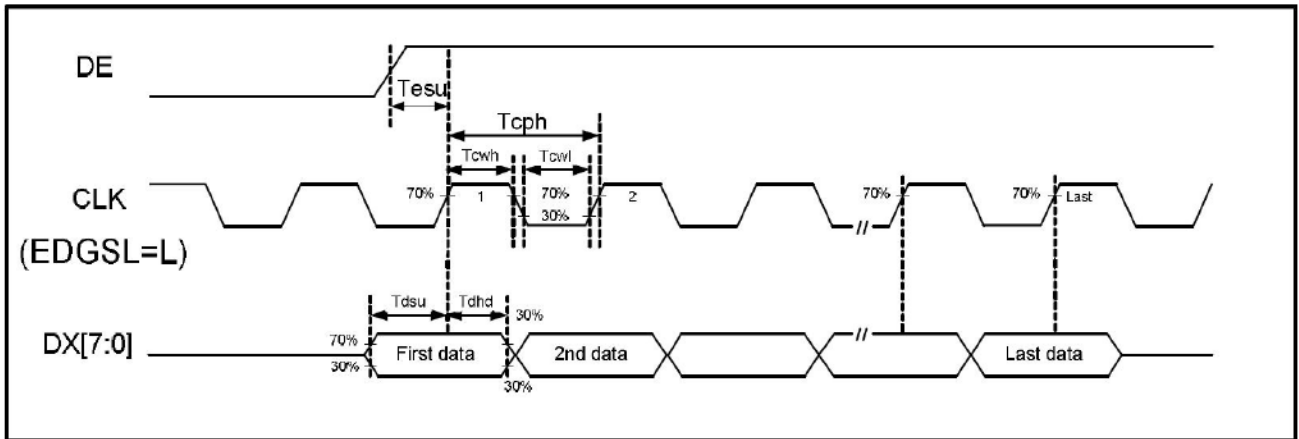 DE
Tesu
Tcph
Tcwh
Tcwl
CLK
70%
1
70%
30%
2
70%
70%
Last
//
(EDGSL=L)
Tdsu
Tdhd
30%
DX[7:0]
70%
30%
First data
2nd data
//
Last data
30%